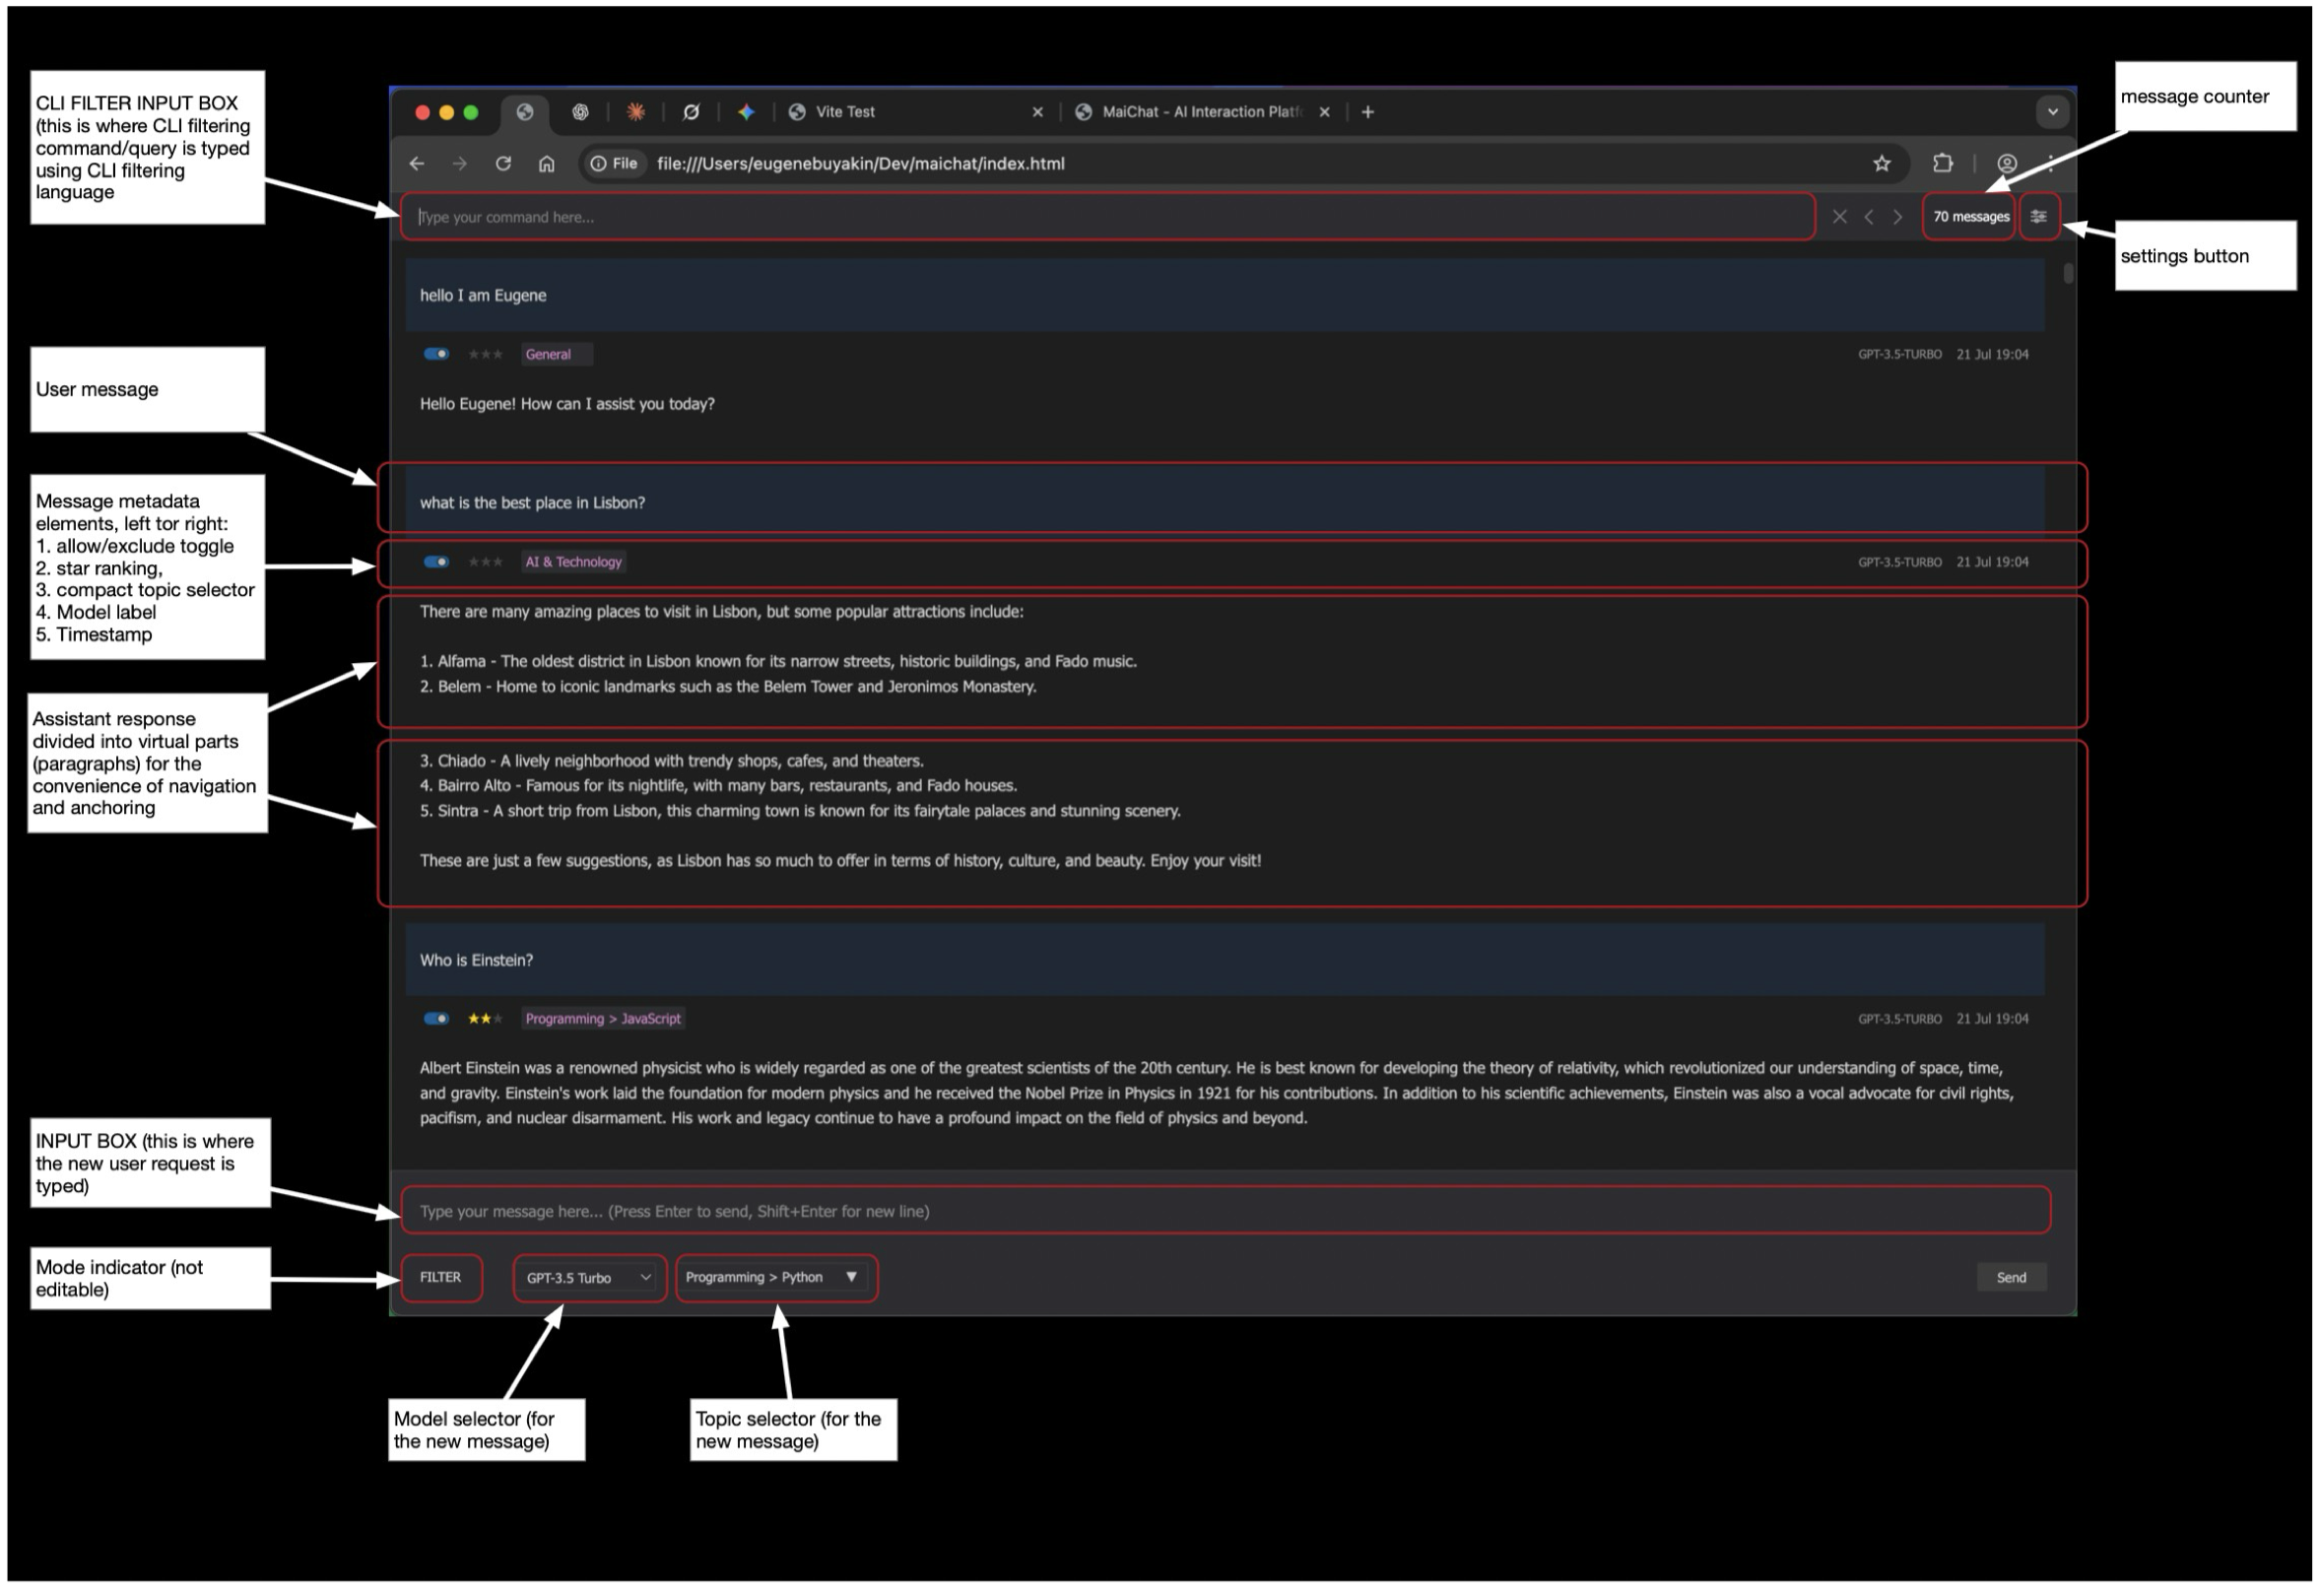 CLI FILTER INPUT BOX
(this is where CLI filtering
command/query is typed
using CLI filtering
language
message counter
settings button
Vite Test
MaiChat - AI Interaction Platf
File
file:///Users/eugenebuyakin/Dev/maichat/index.html
Type your command here...
70 messages
hello I am Eugene
General
GPT-3.5-TURBO 21 Jul 19:04
Hello Eugene! How can I assist you today?
User message
what is the best place in Lisbon?
Message metadata
elements, left tor right:
1. allow/exclude toggle
2. star ranking,
3. compact topic selector
4. Model label
5. Timestamp
AI & Technology
GPT-3.5-TURBO 21 Jul 19:04
There are many amazing places to visit in Lisbon, but some popular attractions include:
1. Alfama - The oldest district in Lisbon known for its narrow streets, historic buildings, and Fado music.
2. Belem - Home to iconic landmarks such as the Belem Tower and Jeronimos Monastery.
Assistant response
divided into virtual parts
(paragraphs) for the
convenience of navigation
and anchoring
3. Chiado - A lively neighborhood with trendy shops, cafes, and theaters.
4. Bairro Alto - Famous for its nightlife, with many bars, restaurants, and Fado houses.
5. Sintra - A short trip from Lisbon, this charming town is known for its fairytale palaces and stunning scenery.
These are just a few suggestions, as Lisbon has so much to offer in terms of history, culture, and beauty. Enjoy your visit!
Who is Einstein?
Programming > JavaScript
GPT-3.5-TURBO 21 Jul 19:04
Albert Einstein was a renowned physicist who is widely regarded as one of the greatest scientists of the 20th century. He is best known for developing the theory of relativity, which revolutionized our understanding of space, time,
and gravity. Einstein's work laid the foundation for modern physics and he received the Nobel Prize in Physics in 1921 for his contributions. In addition to his scientific achievements, Einstein was also a vocal advocate for civil rights,
pacifism, and nuclear disarmament. His work and legacy continue to have a profound impact on the field of physics and beyond.
INPUT BOX (this is where
the new user request is
typed)
Type your message here... (Press Enter to send, Shift+Enter for new line)
Mode indicator (not
editable)
FILTER
GPT-3.5 Turbo
Programming > Python
Send
Model selector (for
the new message)
Topic selector (for the
new message)